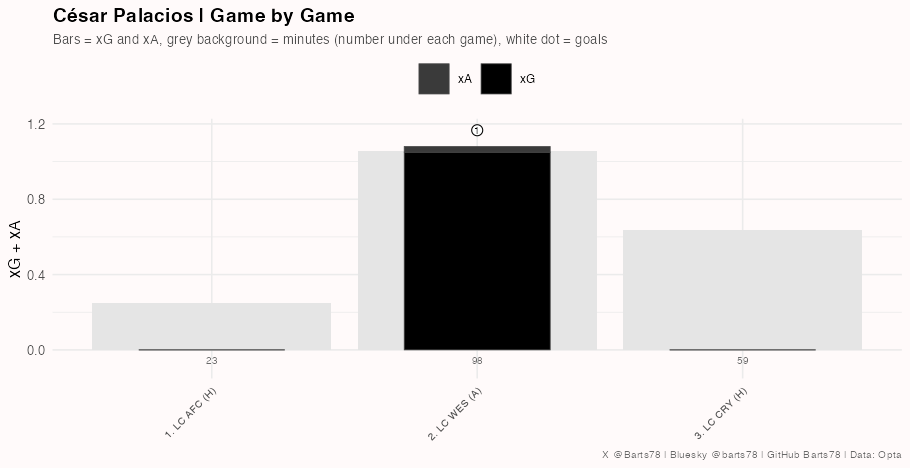 César Palacios | Game by Game
Bars = xG and xA, grey background = minutes (number under each game), white dot = goals
xA xG
xG + xA
1.2
0.8
0.4
0.0
1
23 98 59
1. LC AFC (H)
2. LC WES (A)
3. LC CRY (H)
X @Barts78 | Bluesky @barts78 | GitHub Barts78 | Data: Opta